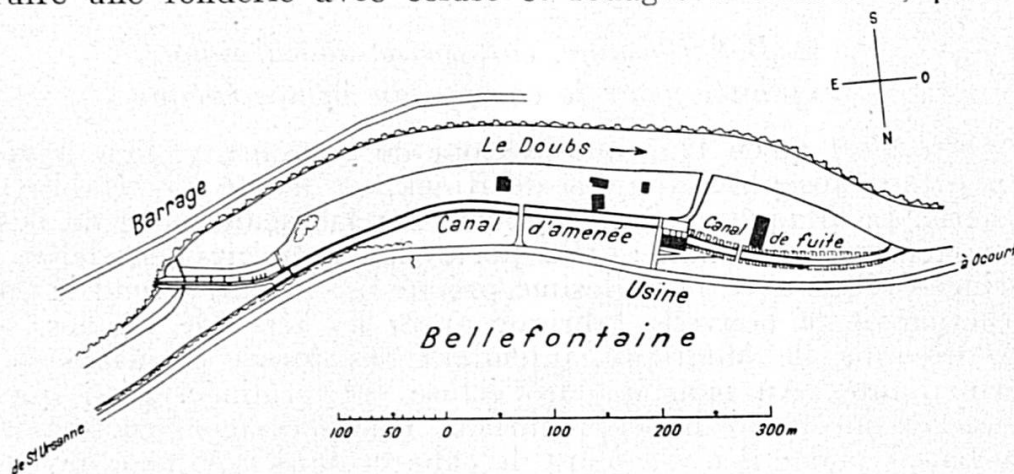 S
E O
N
Le Doubs
Barrage
Canal d'amenée
Canal de fuite
à Ocourt
Usine
Bellefontaine
de St Ursanne
100 50 0 100 200 300 m